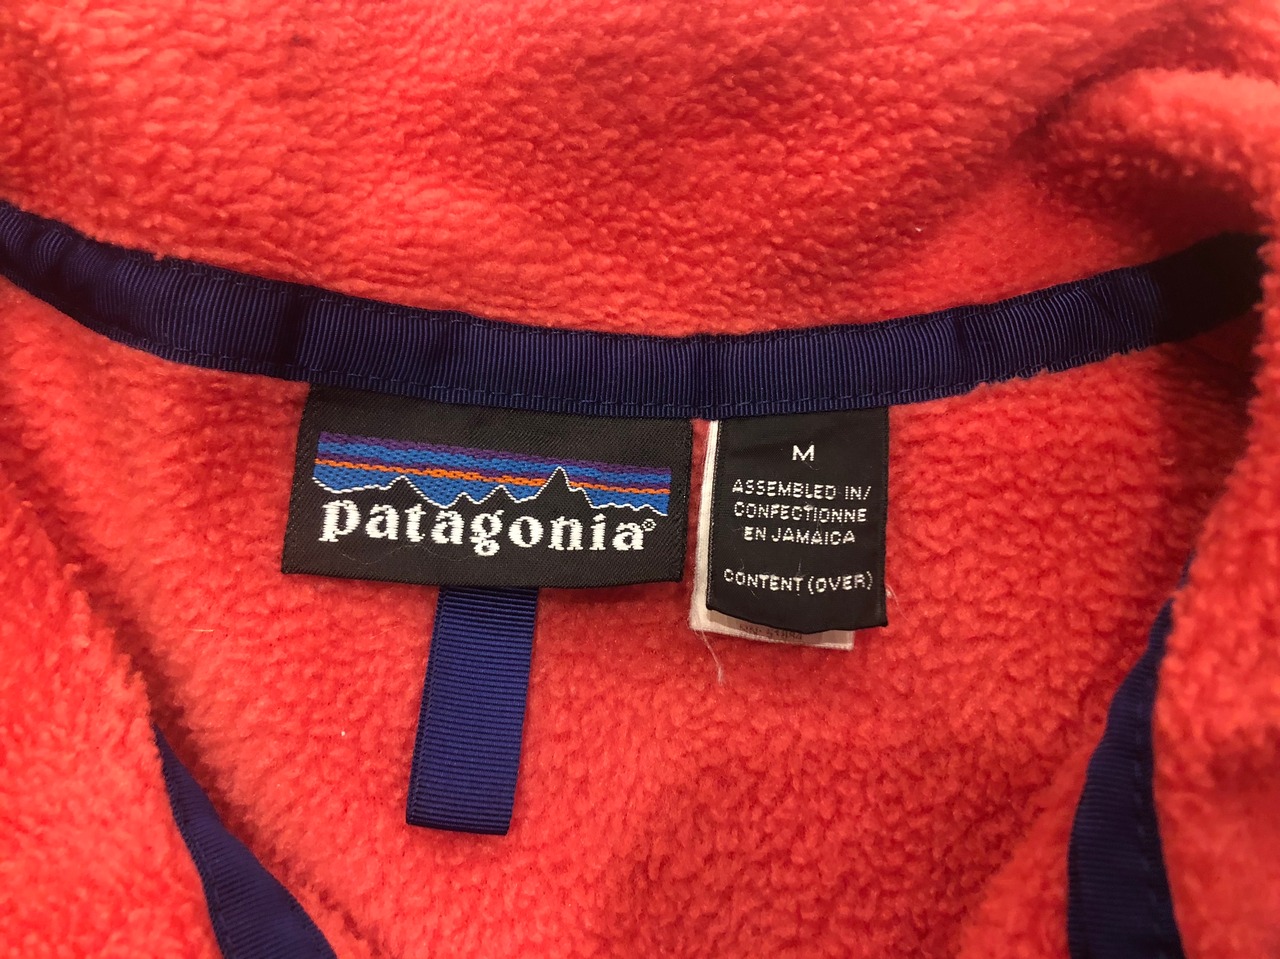 patagonia®
M
ASSEMBLED IN/
CONFECTIONNE
EN JAMAICA
CONTENT (OVER)